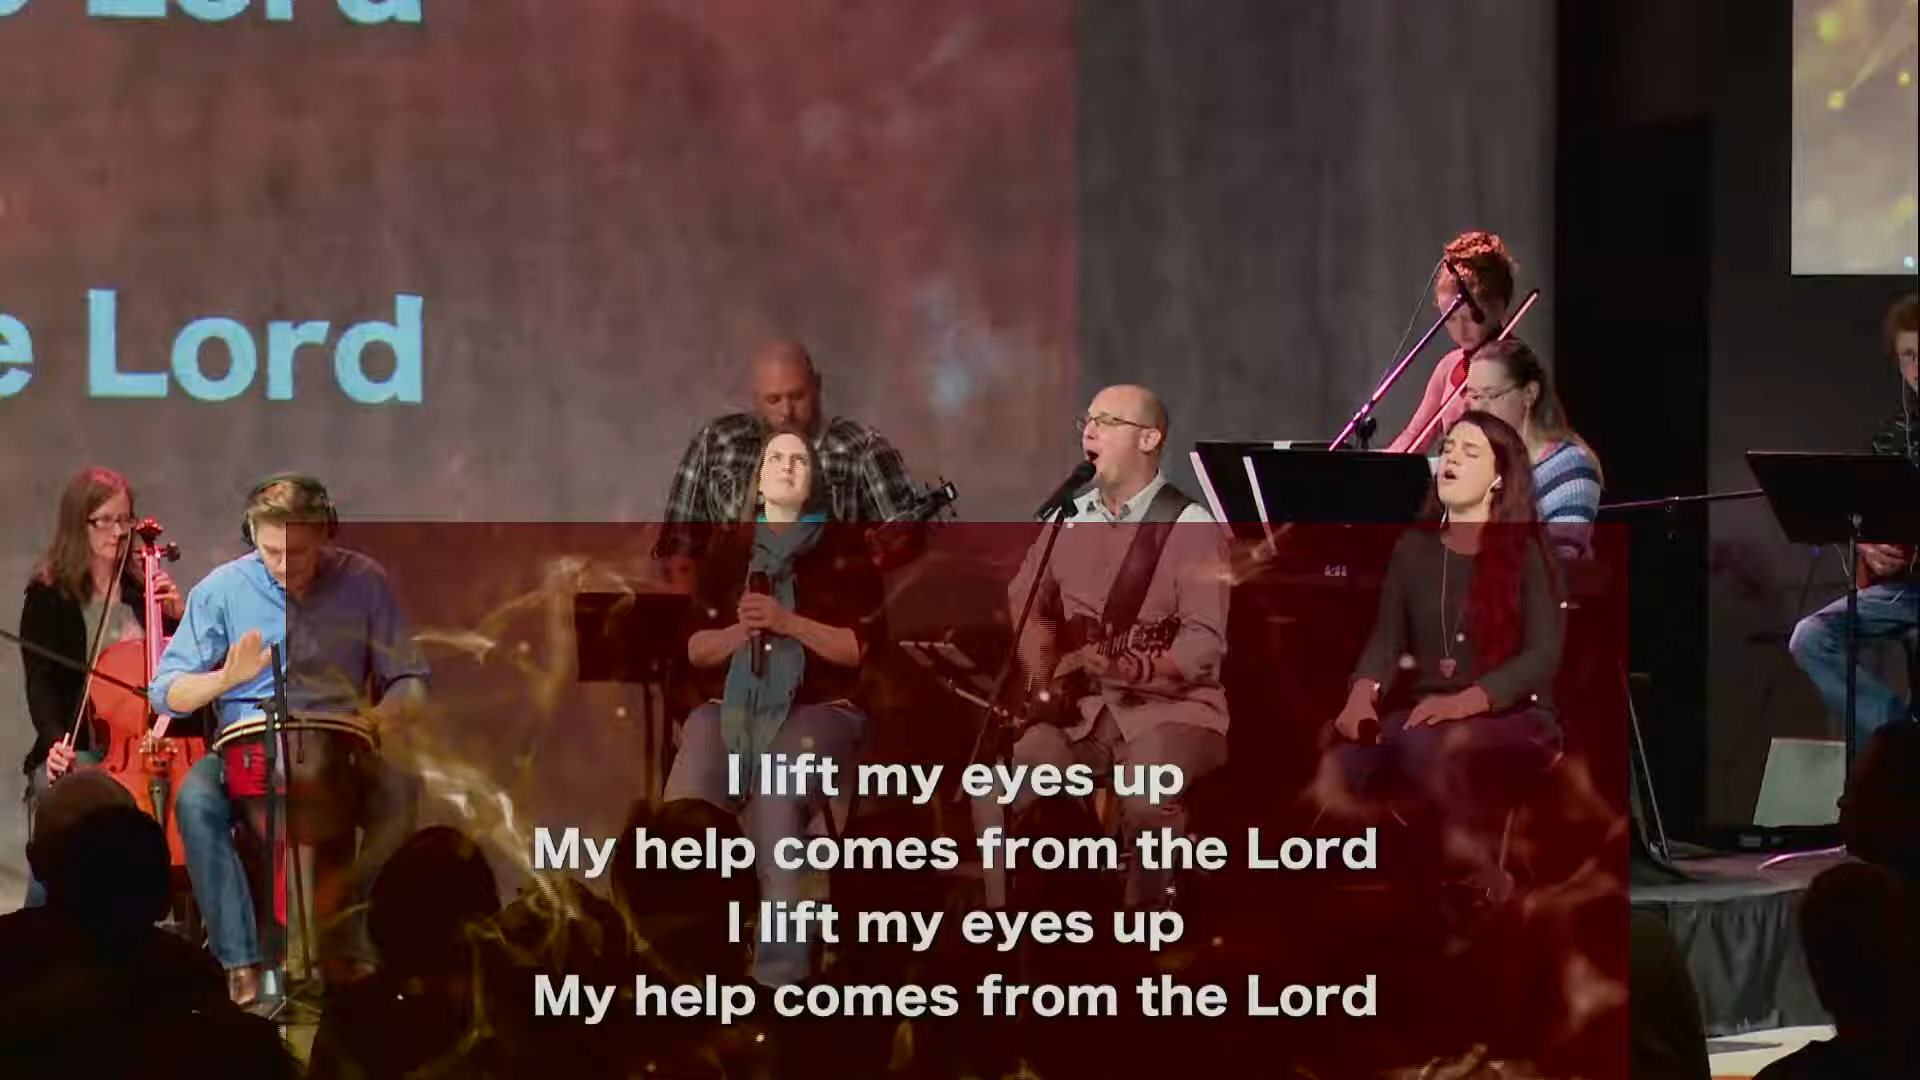 Lord
e Lord
I lift my eyes up
My help comes from the Lord
I lift my eyes up
My help comes from the Lord